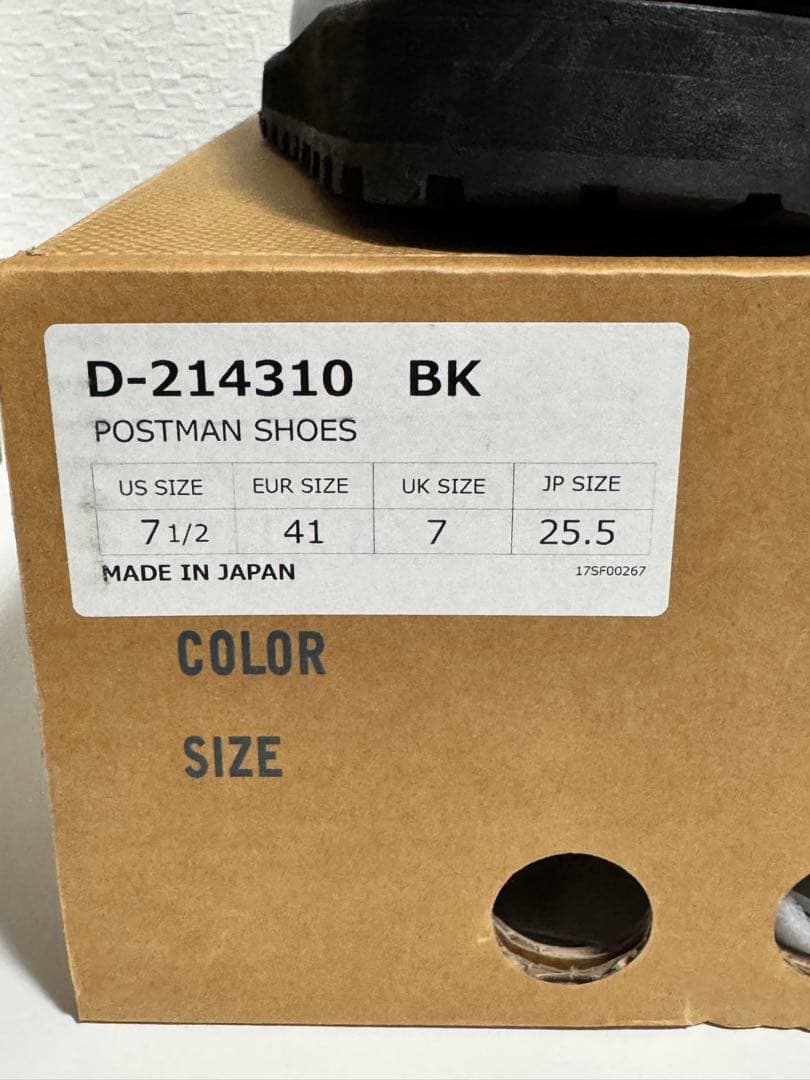 D-214310 BK
POSTMAN SHOES
US SIZE EUR SIZE UK SIZE JP SIZE
7 1/2 41 7 25.5
MADE IN JAPAN 17SF00267
COLOR
SIZE